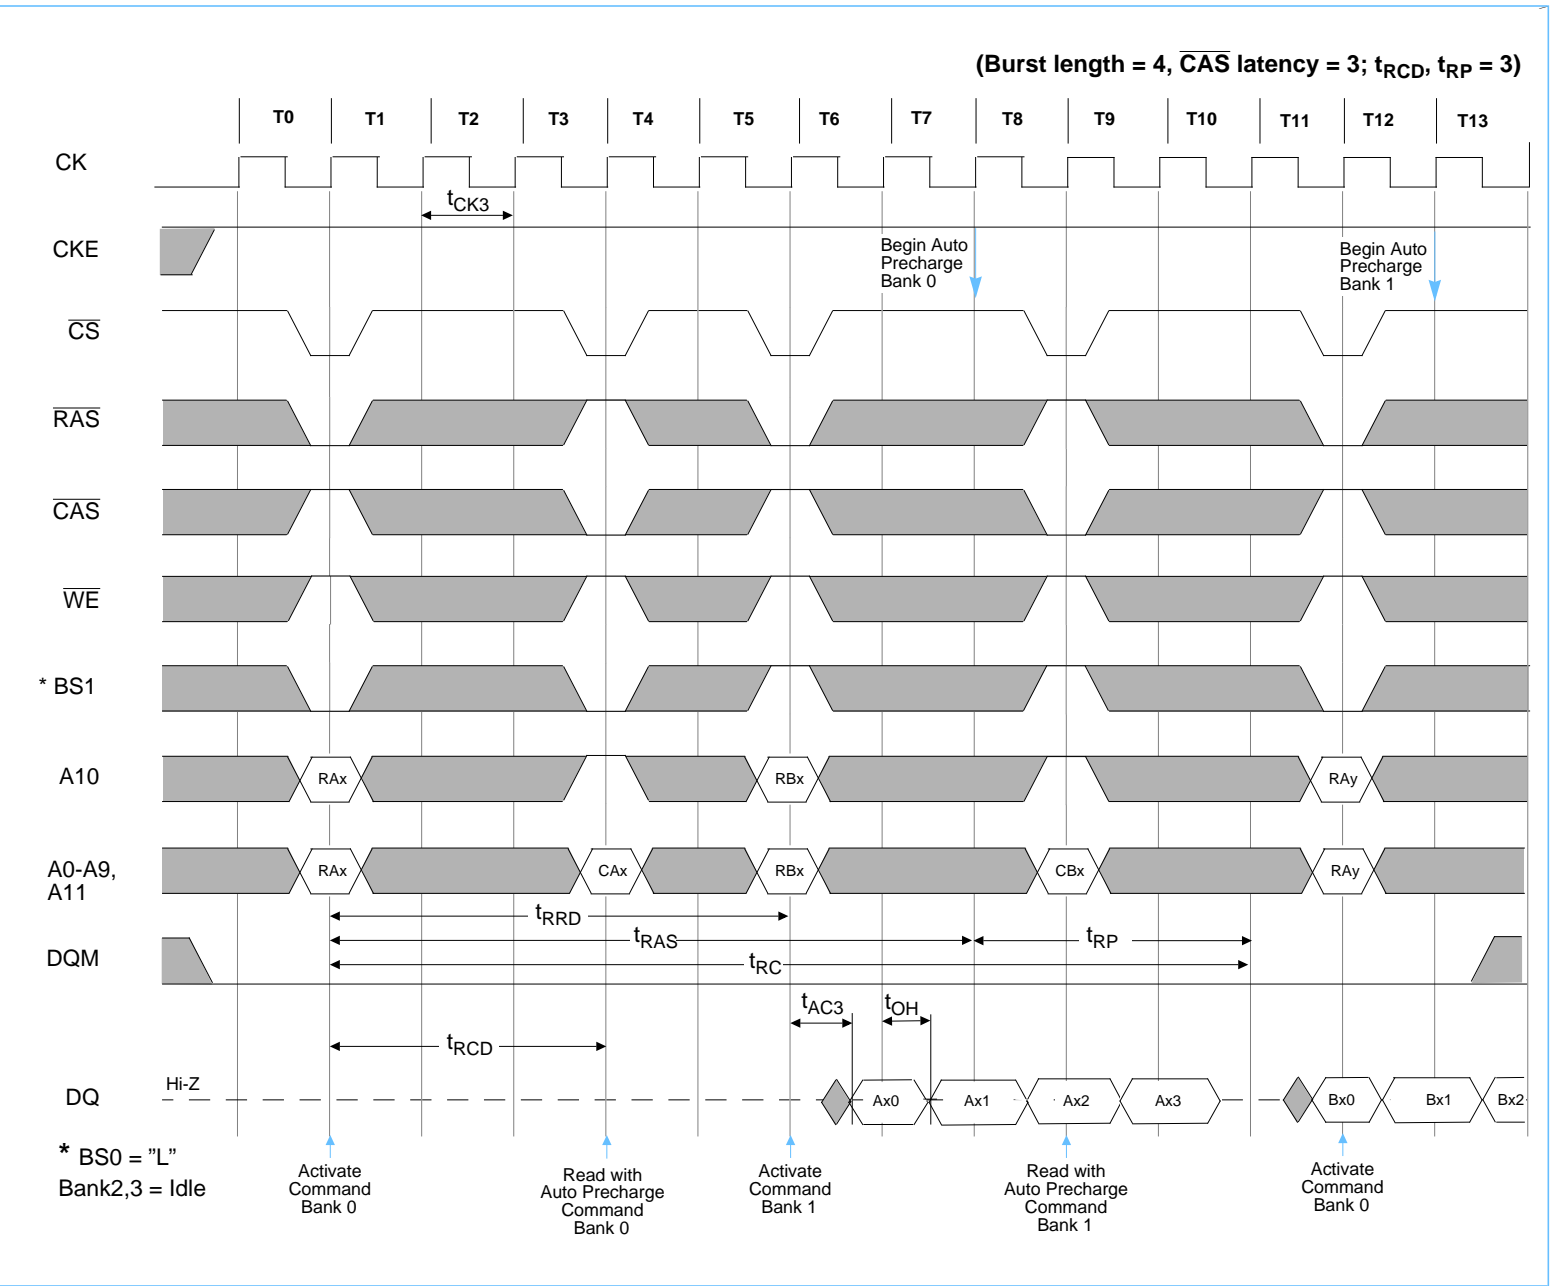 (Burst length = 4, CAS latency = 3; tRCD, tRP = 3)
T0 T1 T2 T3 T4 T5 T6 T7 T8 T9 T10 T11 T12 T13
CK
tCK3
CKE
Begin Auto
Precharge
Bank 0
Begin Auto
Precharge
Bank 1
CS
RAS
CAS
WE
* BS1
A10
RAx
RBx
RAy
A0-A9,
A11
RAx
CAx
RBx
CBx
RAy
tRRD
tRAS
tRP
DQM
tRC
tAC3
tOH
tRCD
Hi-Z
DQ
Ax0
Ax1
Ax2
Ax3
Bx0
Bx1
Bx2
* BS0 = ”L”
Bank2,3 = Idle
Activate
Command
Bank 0
Read with
Auto Precharge
Command
Bank 0
Activate
Command
Bank 1
Read with
Auto Precharge
Command
Bank 1
Activate
Command
Bank 0